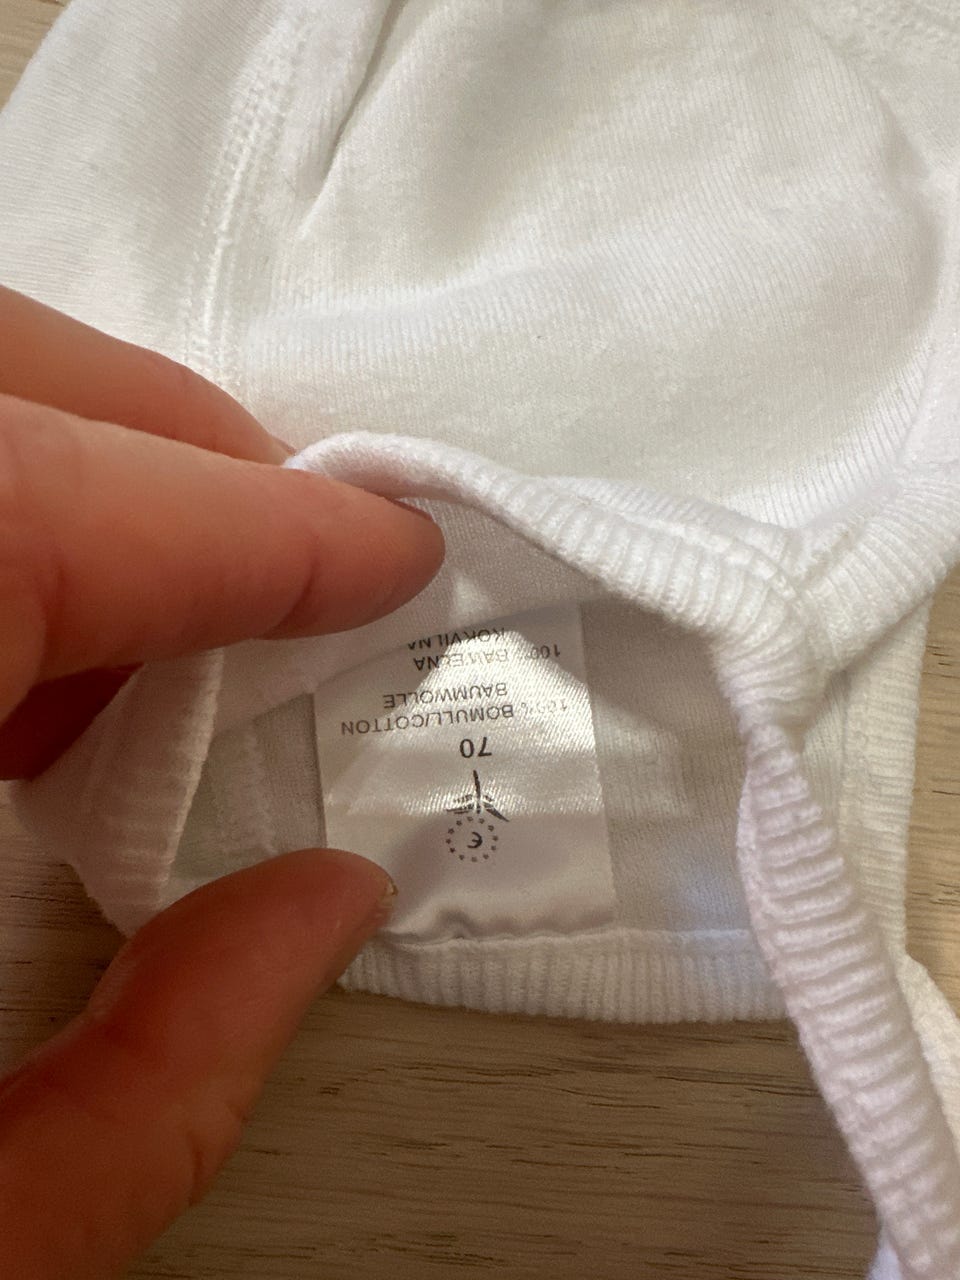 €
70
100% BOMULL/COTTON
BAUMWOLLE
100% BAWEŁNA
KOKVILNA